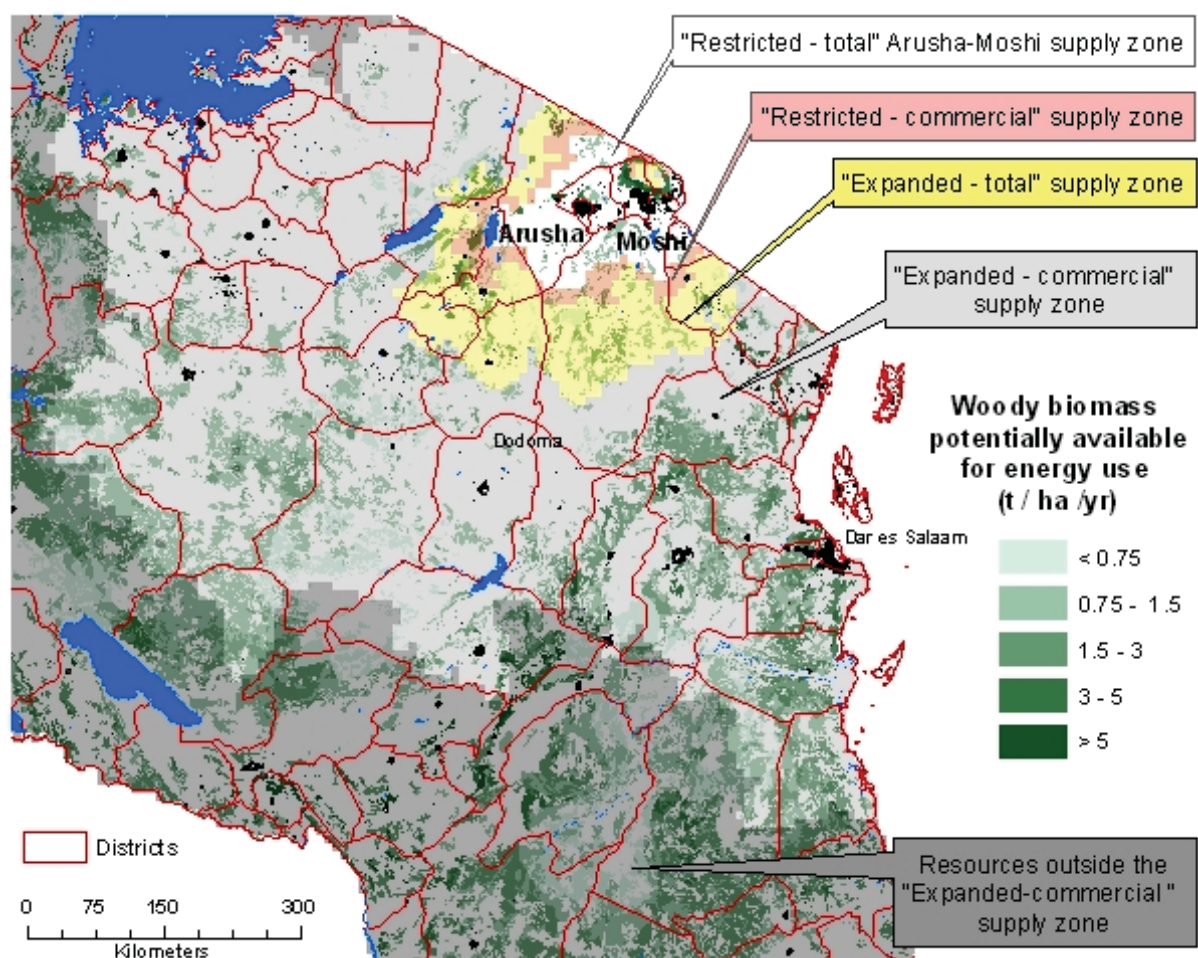 "Restricted - total" Arusha-Moshi supply zone
"Restricted - commercial" supply zone
"Expanded - total" supply zone
"Expanded - commercial"
supply zone
Arusha
Moshi
Dodoma
Dar es Salaam
Woody biomass
potentially available
for energy use
(t / ha /yr)
< 0.75
0.75 - 1.5
1.5 - 3
3 - 5
> 5
Districts
0 75 150 300
Kilometers
Resources outside the
"Expanded-commercial"
supply zone